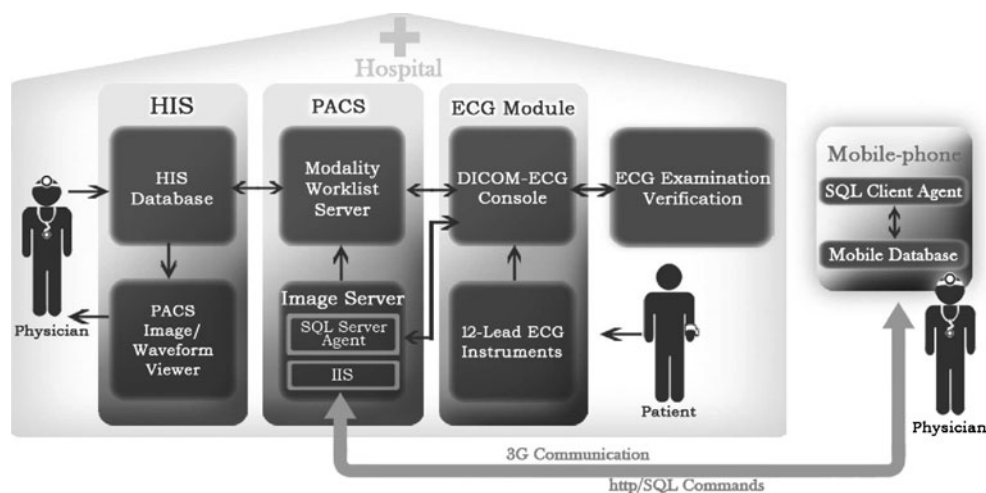 Hospital
HIS
PACS
ECG Module
HIS
Database
Modality
Worklist
Server
DICOM-ECG
Console
ECG Examination
Verification
Mobile-phone
SQL Client Agent
Mobile Database
Physician
PACS
Image/
Waveform
Viewer
Image Server
SQL Server
Agent
IIS
12-Lead ECG
Instruments
Patient
Physician
3G Communication
http/SQL Commands